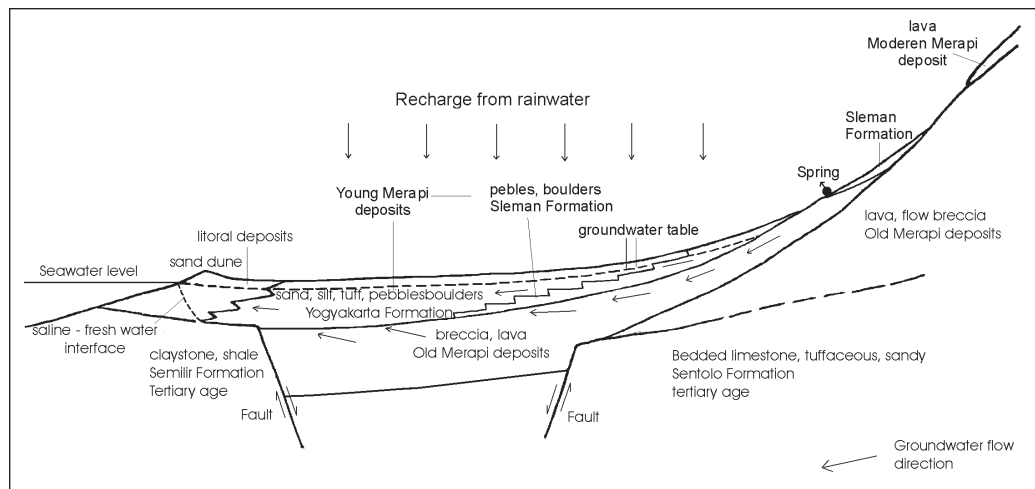 lava
Moderen Merapi
deposit
Recharge from rainwater
Sleman
Formation
Spring
Young Merapi
deposits
pebles, boulders
Sleman Formation
groundwater table
lava, flow breccia
Old Merapi deposits
litoral deposits
sand dune
Seawater level
sand, silf, tuff, pebblesboulders
Yogyakarta Formation
saline - fresh water
interface
breccia, lava
Old Merapi deposits
claystone, shale
Semilir Formation
Tertiary age
Bedded limestone, tuffaceous, sandy
Sentolo Formation
tertiary age
Fault
Fault
Groundwater flow
direction